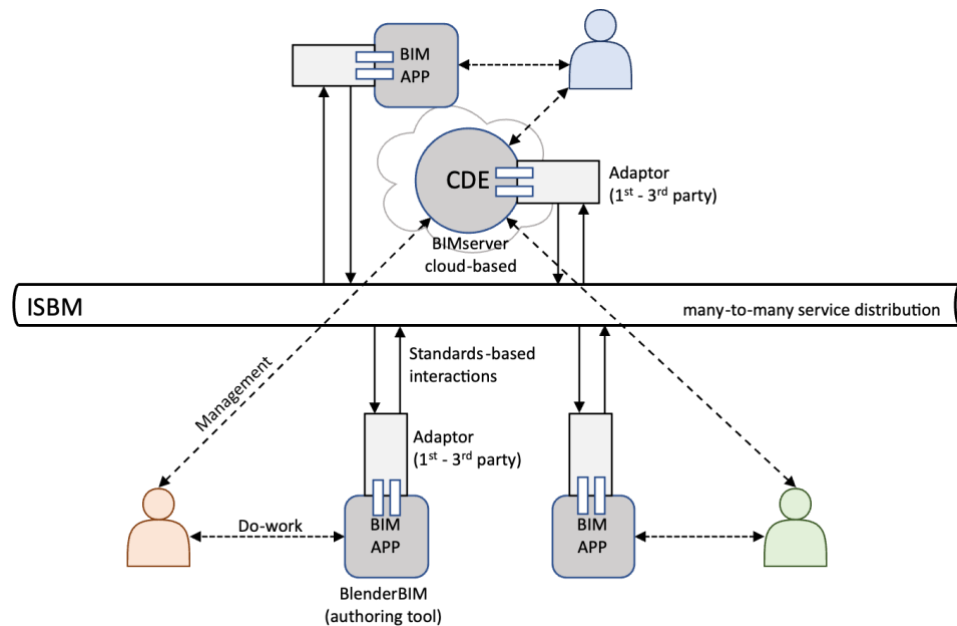 BIM
APP
CDE
Adaptor
(1st - 3rd party)
BIMserver
cloud-based
ISBM
many-to-many service distribution
Standards-based
interactions
Management
Adaptor
(1st - 3rd party)
Do-work
BIM
APP
BIM
APP
BlenderBIM
(authoring tool)